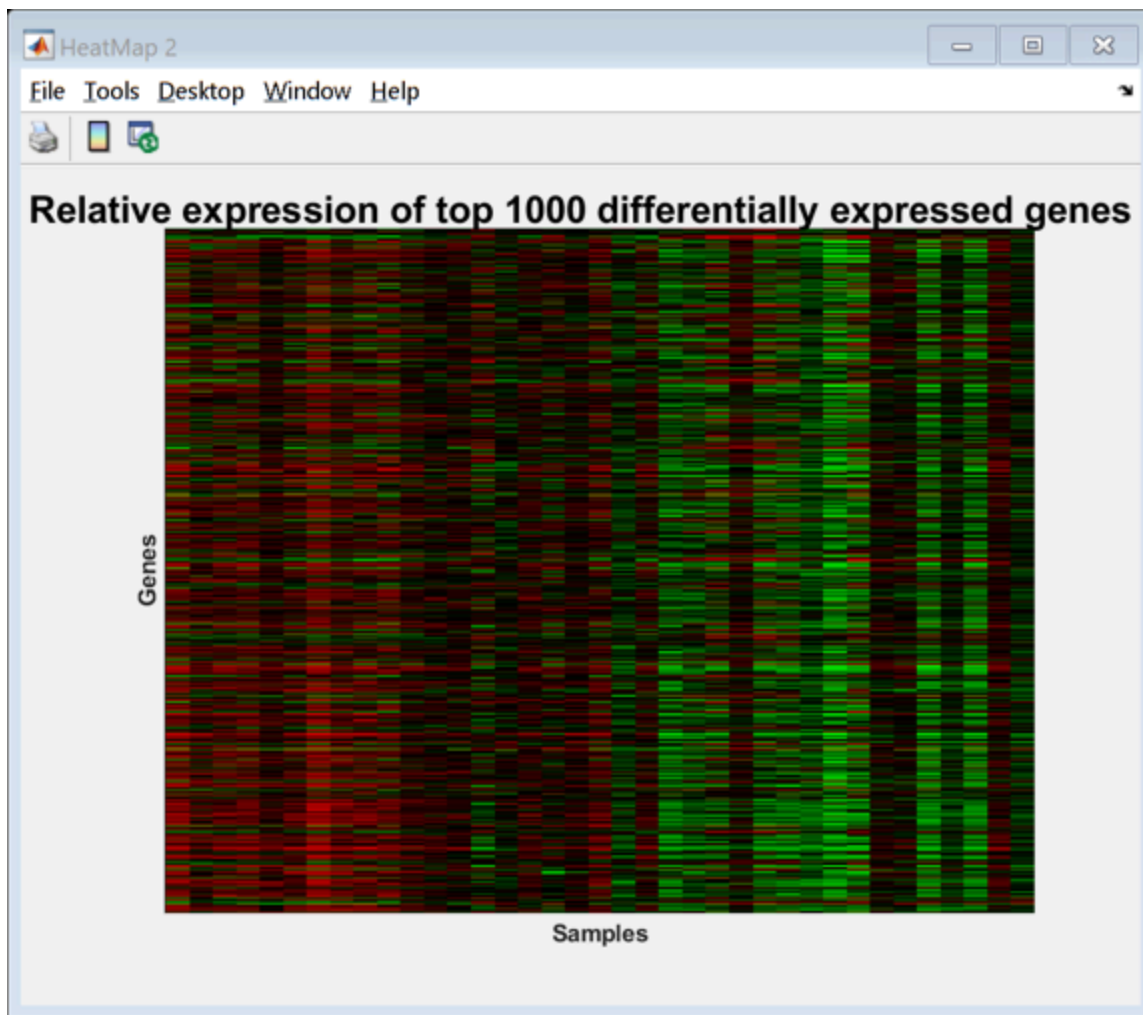 HeatMap 2
File Tools Desktop Window Help
Relative expression of top 1000 differentially expressed genes
Genes
Samples